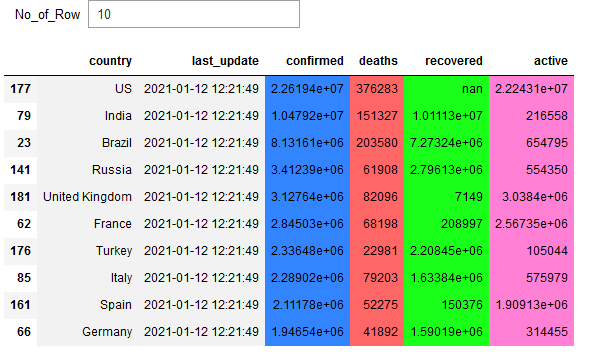 No_of_Row 10
country last_update confirmed deaths recovered active
177 US 2021-01-12 12:21:49 2.26194e+07 376283 nan 2.22431e+07
79 India 2021-01-12 12:21:49 1.04792e+07 151327 1.01113e+07 216558
23 Brazil 2021-01-12 12:21:49 8.13161e+06 203580 7.27324e+06 654795
141 Russia 2021-01-12 12:21:49 3.41239e+06 61908 2.79613e+06 554350
181 United Kingdom 2021-01-12 12:21:49 3.12764e+06 82096 7149 3.0384e+06
62 France 2021-01-12 12:21:49 2.84503e+06 68198 208997 2.56735e+06
176 Turkey 2021-01-12 12:21:49 2.33648e+06 22981 2.20845e+06 105044
85 Italy 2021-01-12 12:21:49 2.28902e+06 79203 1.63384e+06 575979
161 Spain 2021-01-12 12:21:49 2.11178e+06 52275 150376 1.90913e+06
66 Germany 2021-01-12 12:21:49 1.94654e+06 41892 1.59019e+06 314455